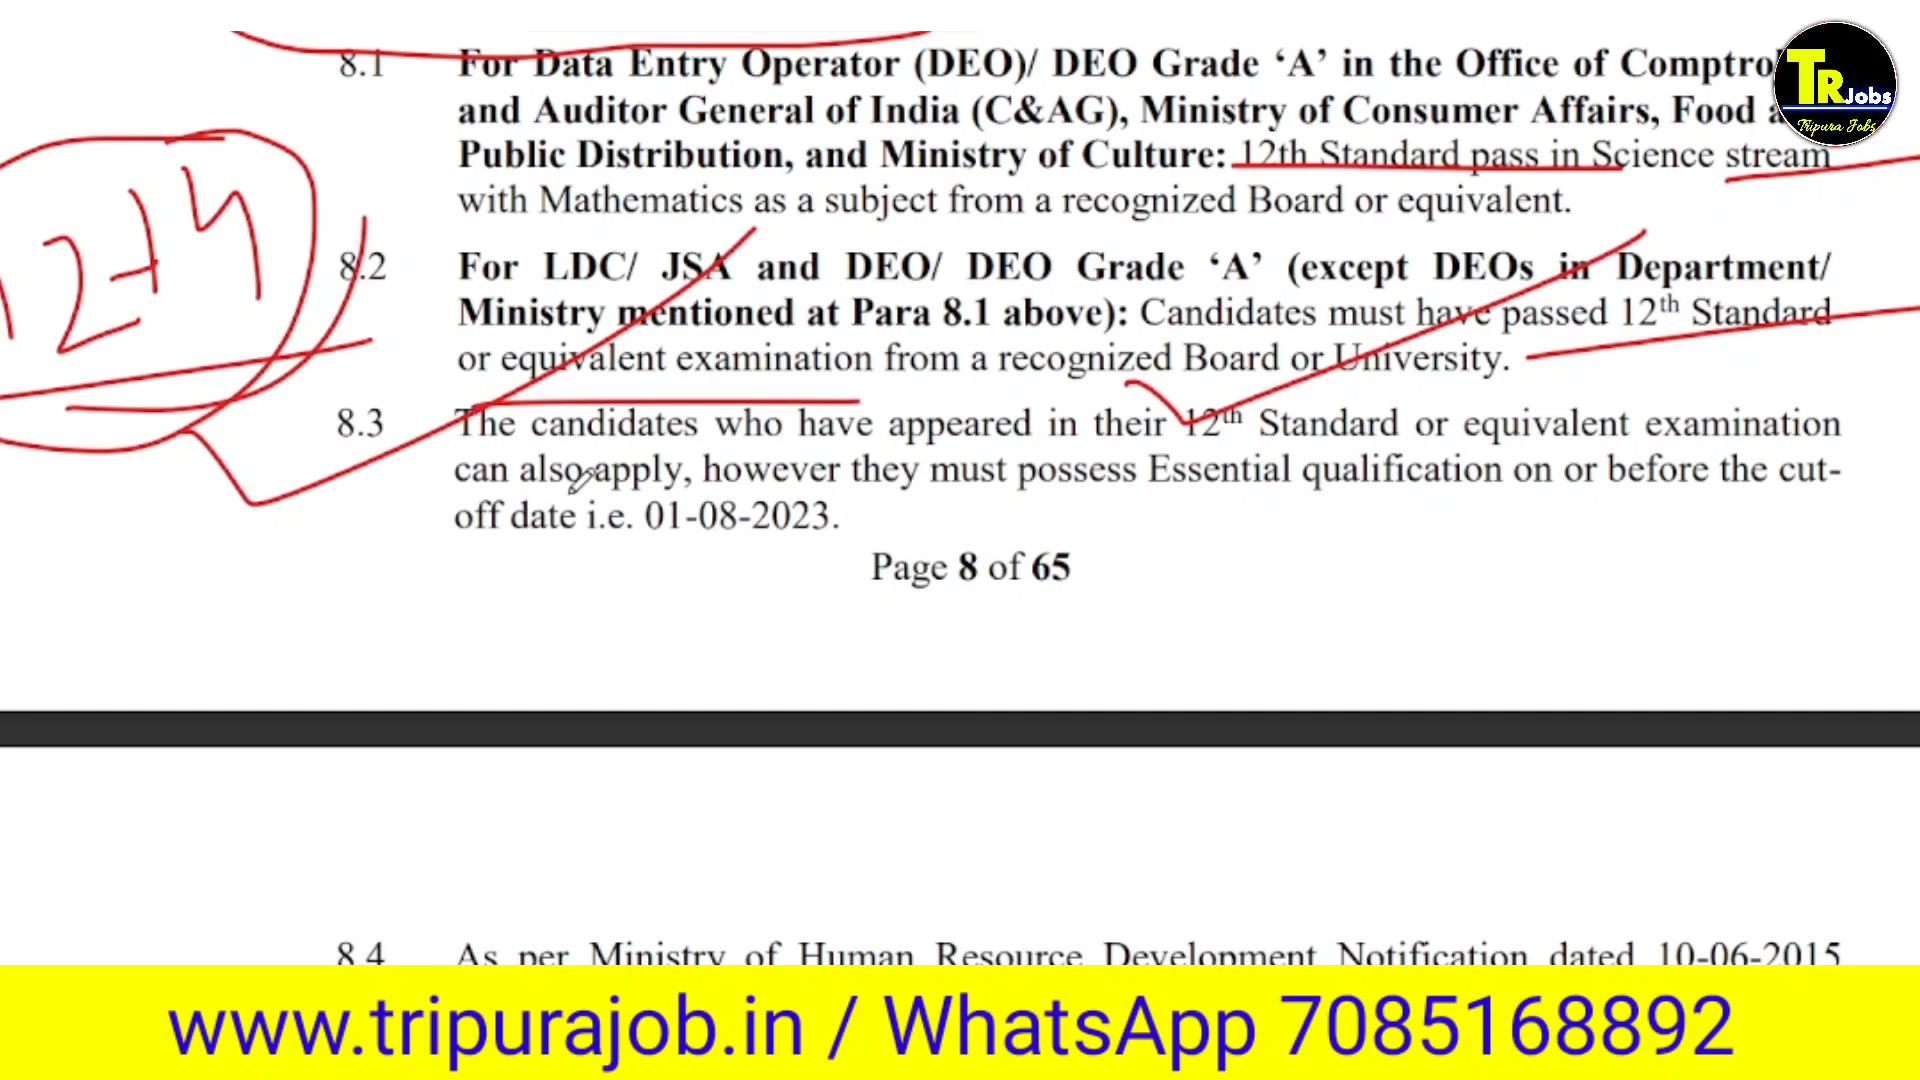 8.1 For Data Entry Operator (DEO)/ DEO Grade ‘A’ in the Office of Comptro
and Auditor General of India (C&AG), Ministry of Consumer Affairs, Food a
Public Distribution, and Ministry of Culture: 12th Standard pass in Science stream
with Mathematics as a subject from a recognized Board or equivalent.
TR Jobs
Tripura Jobs
12th
8.2 For LDC/ JSA and DEO/ DEO Grade ‘A’ (except DEOs in Department/
Ministry mentioned at Para 8.1 above): Candidates must have passed 12th Standard
or equivalent examination from a recognized Board or University.
8.3 The candidates who have appeared in their 12th Standard or equivalent examination
can also apply, however they must possess Essential qualification on or before the cut-
off date i.e. 01-08-2023.
Page 8 of 65
8.4 As per Ministry of Human Resource Development Notification dated 10-06-2015
www.tripurajob.in / WhatsApp 7085168892